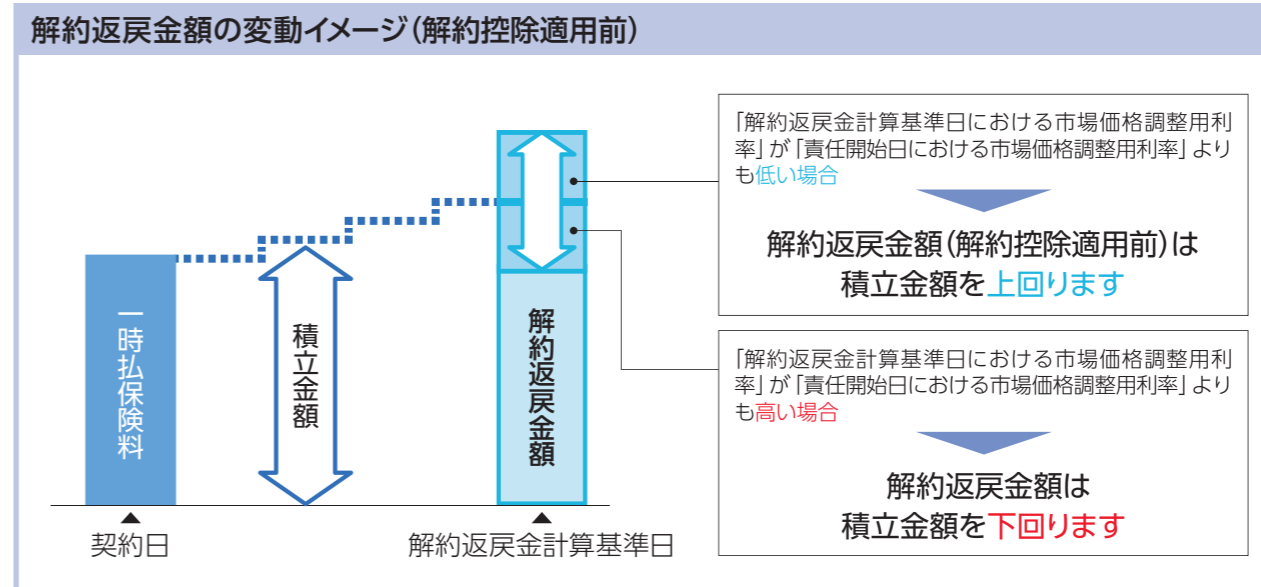 解約返戻金額の変動イメージ(解約控除適用前)
一時払保険料
積立金額
解約返戻金額
契約日
解約返戻金計算基準日
「解約返戻金計算基準日における市場価格調整用利
率」が「責任開始日における市場価格調整用利率」より
も低い場合
解約返戻金額(解約控除適用前)は
積立金額を上回ります
「解約返戻金計算基準日における市場価格調整用利
率」が「責任開始日における市場価格調整用利率」より
も高い場合
解約返戻金額は
積立金額を下回ります